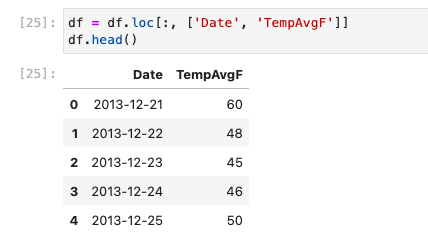 [25]: df = df.loc[:, ['Date', 'TempAvgF']]
df.head()
[25]: Date TempAvgF
0 2013-12-21 60
1 2013-12-22 48
2 2013-12-23 45
3 2013-12-24 46
4 2013-12-25 50